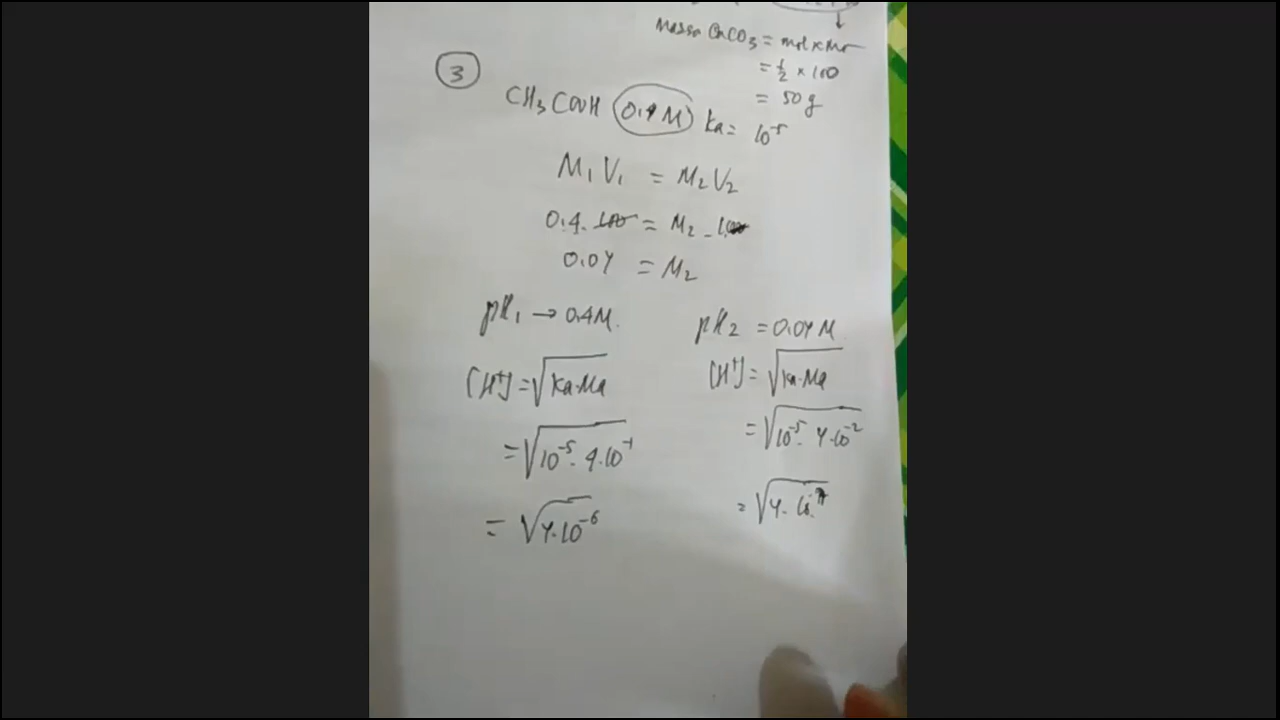 Massa CaCO3 = mol x Mr
= 1/2 x 100
= 50 g
3
CH3COOH 0.4 M Ka = 10^-5
M1 V1 = M2 V2
0.4. 100 = M2 -
0.04 = M2
pH1 → 0.4 M.
[H+] = √Ka.Ma
= √10^-5. 4.10^-1
= √4.10^-6
pH2 = 0.04 M
[H+] = √Ka.Ma
= √10^-5. 4.10^-2
= √4.10^-7